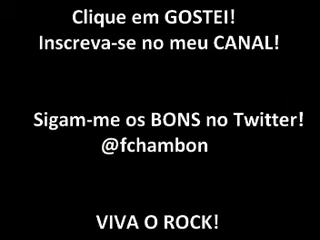 Clique em GOSTEI!
Inscreva-se no meu CANAL!
Sigam-me os BONS no Twitter!
@fchambon
VIVA O ROCK!